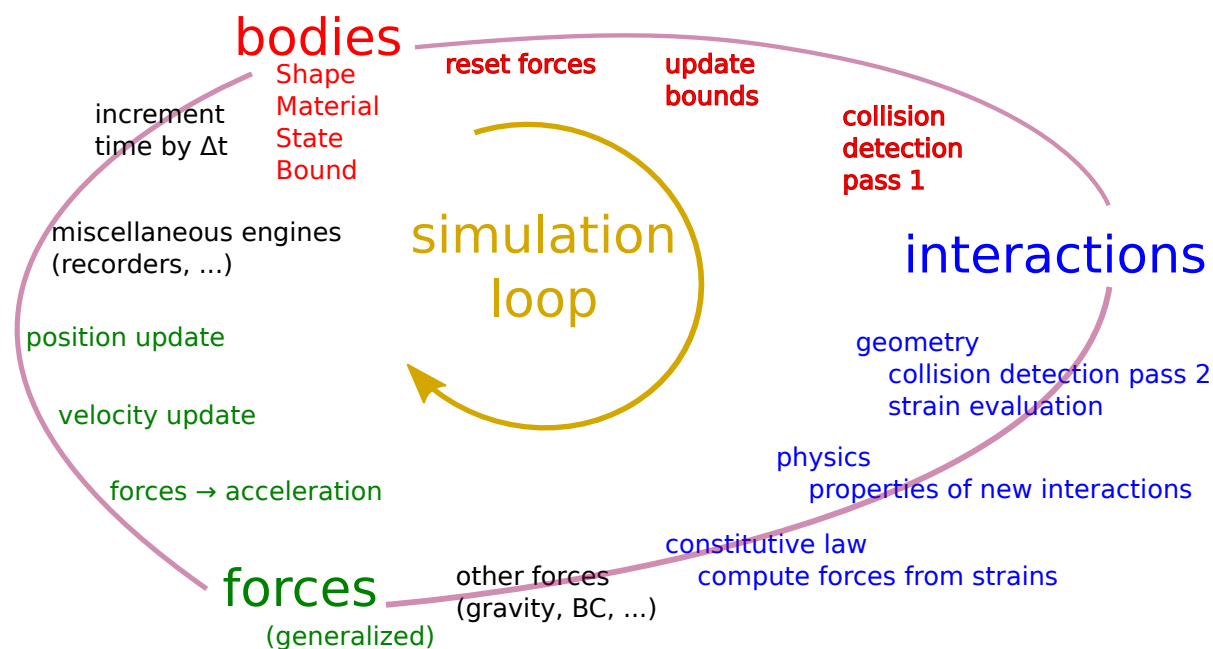 bodies
Shape
Material
State
Bound
reset forces
update
bounds
collision
detection
pass 1
interactions
geometry
collision detection pass 2
strain evaluation
physics
properties of new interactions
constitutive law
compute forces from strains
other forces
(gravity, BC, ...)
forces
(generalized)
forces → acceleration
velocity update
position update
miscellaneous engines
(recorders, ...)
increment
time by Δt
simulation
loop